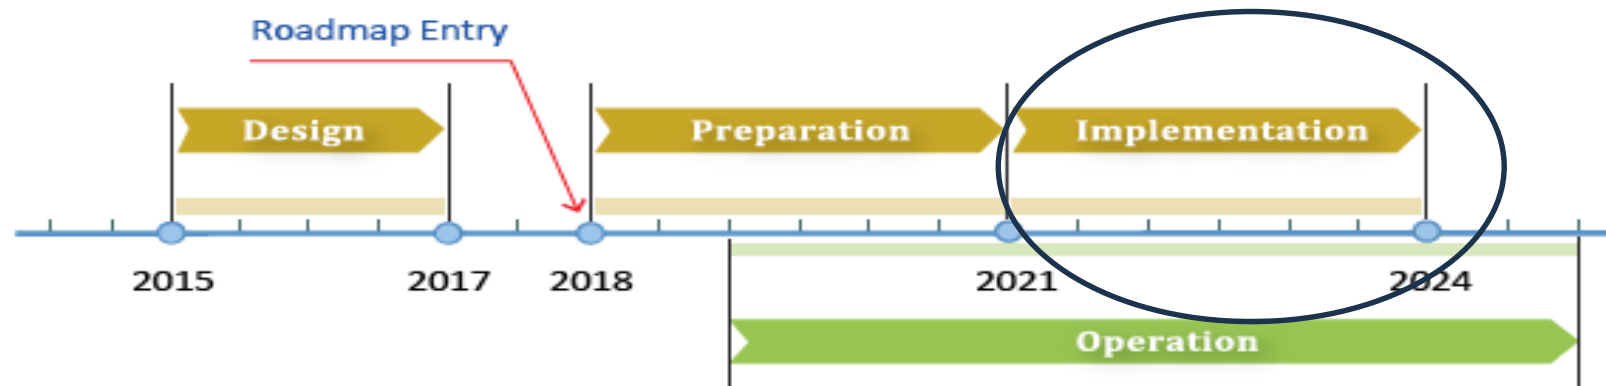 Roadmap Entry
Design
Preparation
Implementation
2015
2017
2018
2021
2024
Operation